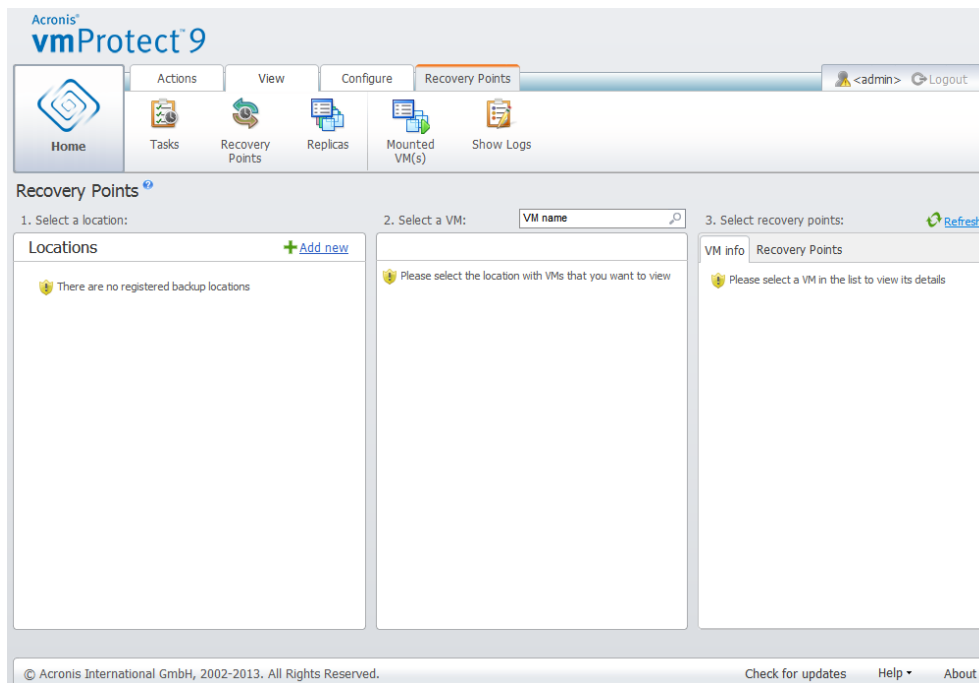 Acronis®
vmProtect™ 9
Actions View Configure Recovery Points
<admin> Logout
Home
Tasks
Recovery
Points
Replicas
Mounted
VM(s)
Show Logs
Recovery Points ?
1. Select a location:
Locations
Add new
There are no registered backup locations
2. Select a VM:
VM name
Please select the location with VMs that you want to view
3. Select recovery points:
Refresh
VM info Recovery Points
Please select a VM in the list to view its details
© Acronis International GmbH, 2002-2013. All Rights Reserved.
Check for updates Help About